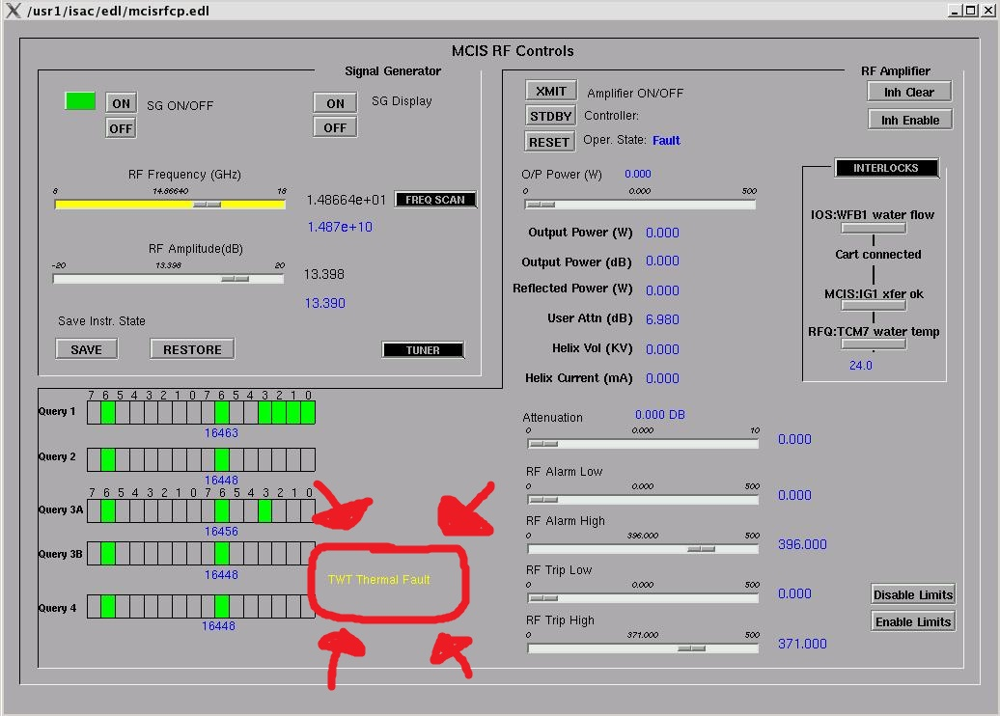 /usr1/isac/edl/mcisrfcp.edl
MCIS RF Controls
Signal Generator
ON
OFF
SG ON/OFF
ON
OFF
SG Display
RF Frequency (GHz)
8 14.86640 18
1.48664e+01
FREQ SCAN
1.487e+10
RF Amplitude(dB)
-20 13.398 20
13.398
13.390
Save Instr. State
SAVE
RESTORE
TUNER
RF Amplifier
XMIT
Amplifier ON/OFF
STDBY
Controller:
RESET
Oper. State: Fault
Inh Clear
Inh Enable
O/P Power (W) 0.000
0 0.000 500
Output Power (W) 0.000
Output Power (dB) 0.000
Reflected Power (W) 0.000
User Attn (dB) 6.980
Helix Vol (KV) 0.000
Helix Current (mA) 0.000
INTERLOCKS
IOS:WFB1 water flow
Cart connected
MCIS:IG1 xfer ok
RFQ:TCM7 water temp
24.0
7 6 5 4 3 2 1 0 7 6 5 4 3 2 1 0
Query 1
16463
Query 2
16448
7 6 5 4 3 2 1 0 7 6 5 4 3 2 1 0
Query 3A
16456
Query 3B
16448
TWT Thermal Fault
Query 4
16448
Attenuation 0.000 DB
0 0.000 10
0.000
RF Alarm Low
0 0.000 500
0.000
RF Alarm High
0 396.000 500
396.000
RF Trip Low
0 0.000 500
0.000
RF Trip High
0 371.000 500
371.000
Disable Limits
Enable Limits